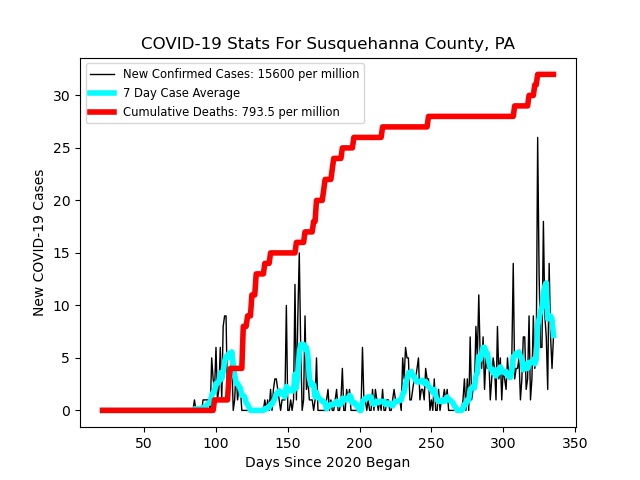 COVID-19 Stats For Susquehanna County, PA
New Confirmed Cases: 15600 per million
7 Day Case Average
Cumulative Deaths: 793.5 per million
New COVID-19 Cases
30
25
20
15
10
5
0
50 100 150 200 250 300 350
Days Since 2020 Began